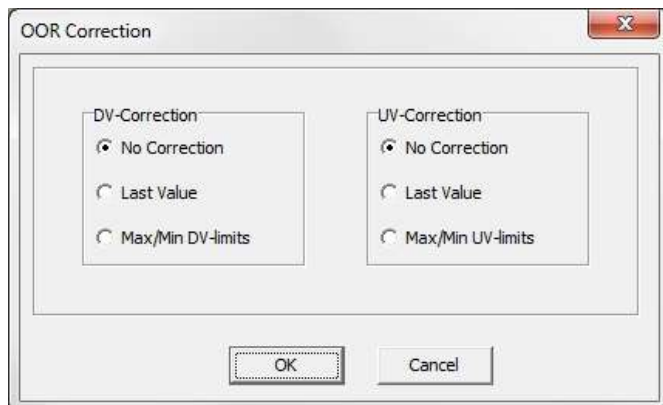 OOR Correction
DV-Correction
No Correction
Last Value
Max/Min DV-limits
UV-Correction
No Correction
Last Value
Max/Min UV-limits
OK
Cancel